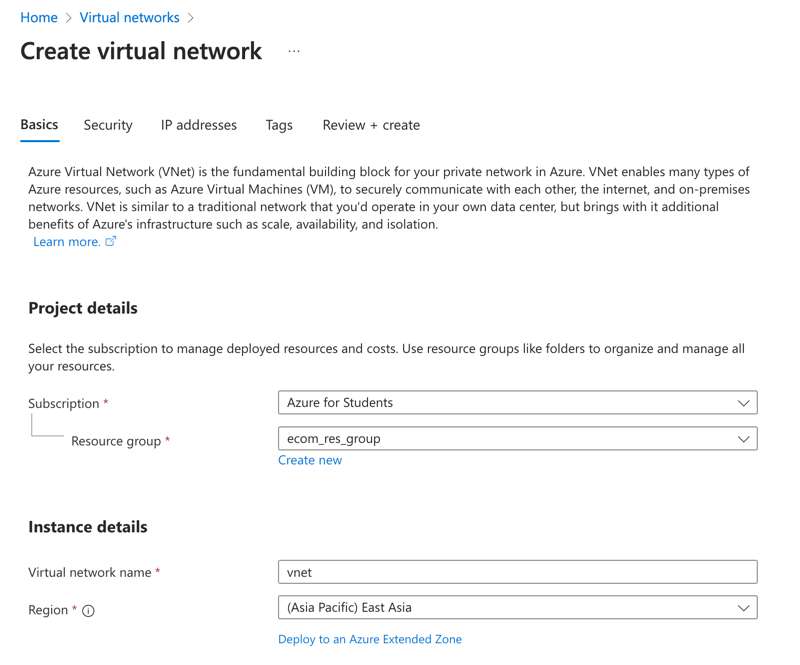 Home > Virtual networks >
Create virtual network ...
Basics Security IP addresses Tags Review + create
Azure Virtual Network (VNet) is the fundamental building block for your private network in Azure. VNet enables many types of
Azure resources, such as Azure Virtual Machines (VM), to securely communicate with each other, the internet, and on-premises
networks. VNet is similar to a traditional network that you'd operate in your own data center, but brings with it additional
benefits of Azure's infrastructure such as scale, availability, and isolation.
Learn more.
Project details
Select the subscription to manage deployed resources and costs. Use resource groups like folders to organize and manage all
your resources.
Subscription * Azure for Students
Resource group * ecom_res_group
Create new
Instance details
Virtual network name * vnet
Region * (Asia Pacific) East Asia
Deploy to an Azure Extended Zone